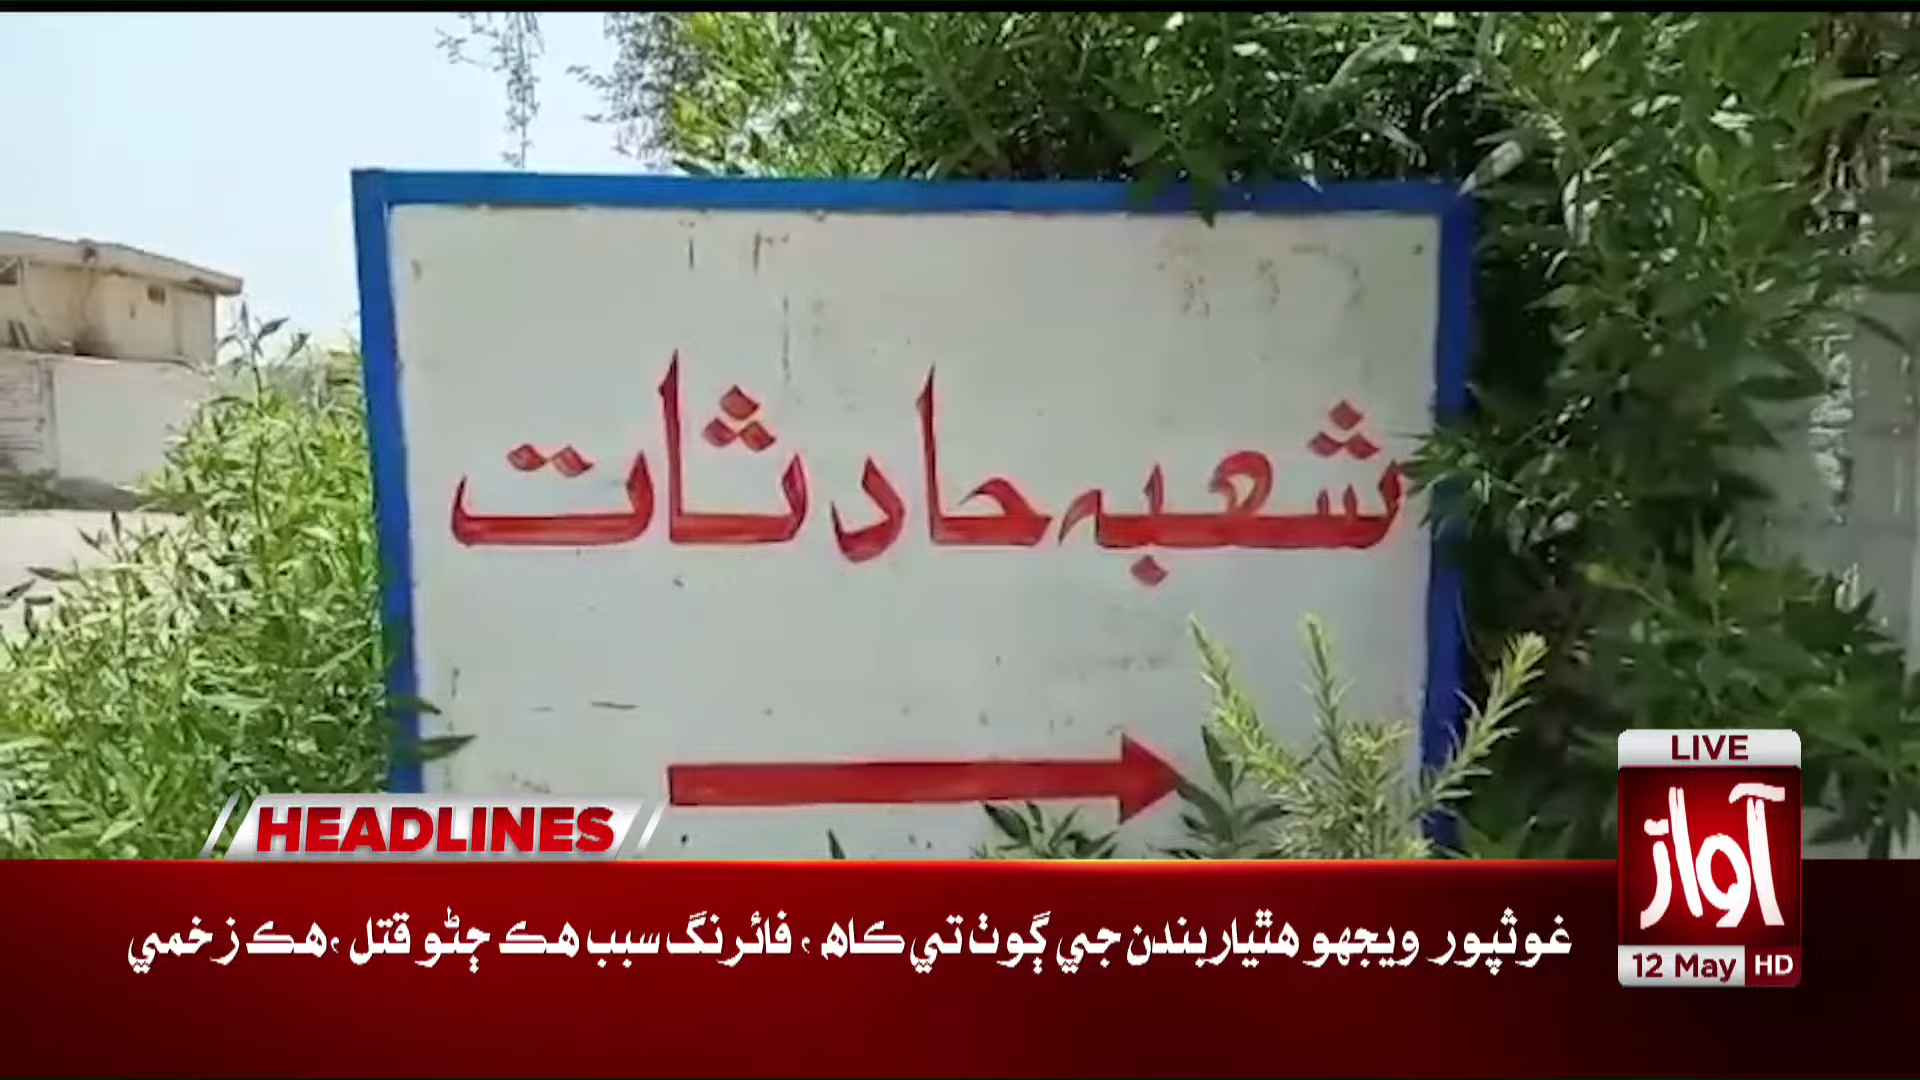 شعبہ حادثات
LIVE
آواز
12 May HD
HEADLINES
غوثپور ويجهو هٿياربندن جي ڳوٺ تي ڪاهه ، فائرنگ سبب هڪ ڄڻو قتل ، هڪ زخمي